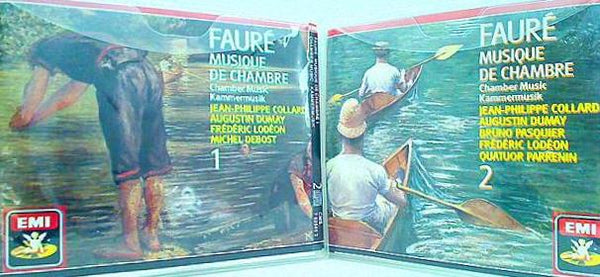 FAURÉ
MUSIQUE
DE CHAMBRE
Chamber Music
Kammermusik
JEAN-PHILIPPE COLLARD
AUGUSTIN DUMAY
FRÉDÉRIC LODÉON
MICHEL DEBOST
1
EMI
2
FAURÉ
MUSIQUE
DE CHAMBRE
Chamber Music
Kammermusik
JEAN-PHILIPPE COLLARD
AUGUSTIN DUMAY
BRUNO PASQUIER
FRÉDÉRIC LODÉON
QUATUOR PARRENIN
2
EMI